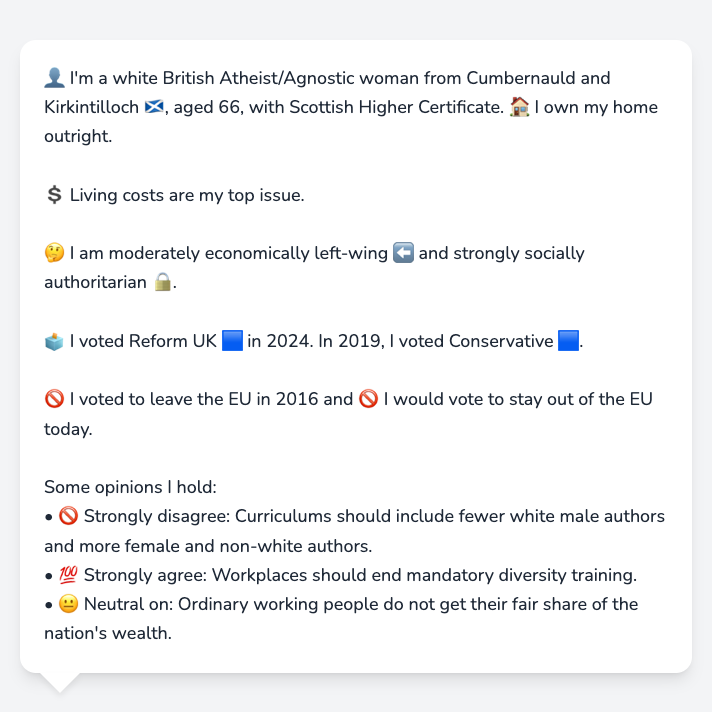 👤 I'm a white British Atheist/Agnostic woman from Cumbernauld and
Kirkintilloch 🏴󠁧󠁢󠁳󠁣󠁴󠁿, aged 66, with Scottish Higher Certificate. 🏠 I own my home
outright.
💲 Living costs are my top issue.
🤔 I am moderately economically left-wing ⬅️ and strongly socially
authoritarian 🔒.
🗳️ I voted Reform UK 🟦 in 2024. In 2019, I voted Conservative 🟦.
🚫 I voted to leave the EU in 2016 and 🚫 I would vote to stay out of the EU
today.
Some opinions I hold:
• 🚫 Strongly disagree: Curriculums should include fewer white male authors
and more female and non-white authors.
• 💯 Strongly agree: Workplaces should end mandatory diversity training.
• 😐 Neutral on: Ordinary working people do not get their fair share of the
nation's wealth.